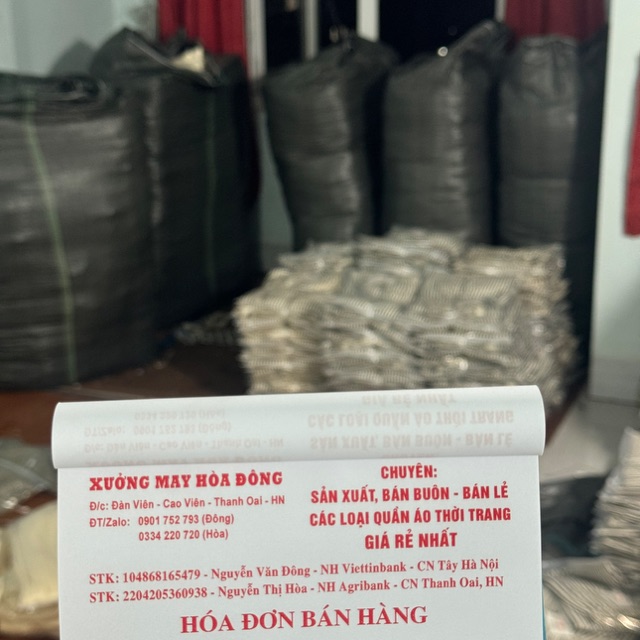 XƯỞNG MAY HÒA ĐÔNG
Đ/c: Đàn Viên - Cao Viên - Thanh Oai - HN
ĐT/Zalo: 0901 752 793 (Đông)
0334 220 720 (Hòa)
CHUYÊN:
SẢN XUẤT, BÁN BUÔN - BÁN LẺ
CÁC LOẠI QUẦN ÁO THỜI TRANG
GIÁ RẺ NHẤT
STK: 104868165479 - Nguyễn Văn Đông - NH Viettinbank - CN Tây Hà Nội
STK: 2204205360938 - Nguyễn Thị Hòa - NH Agribank - CN Thanh Oai, HN
HÓA ĐƠN BÁN HÀNG